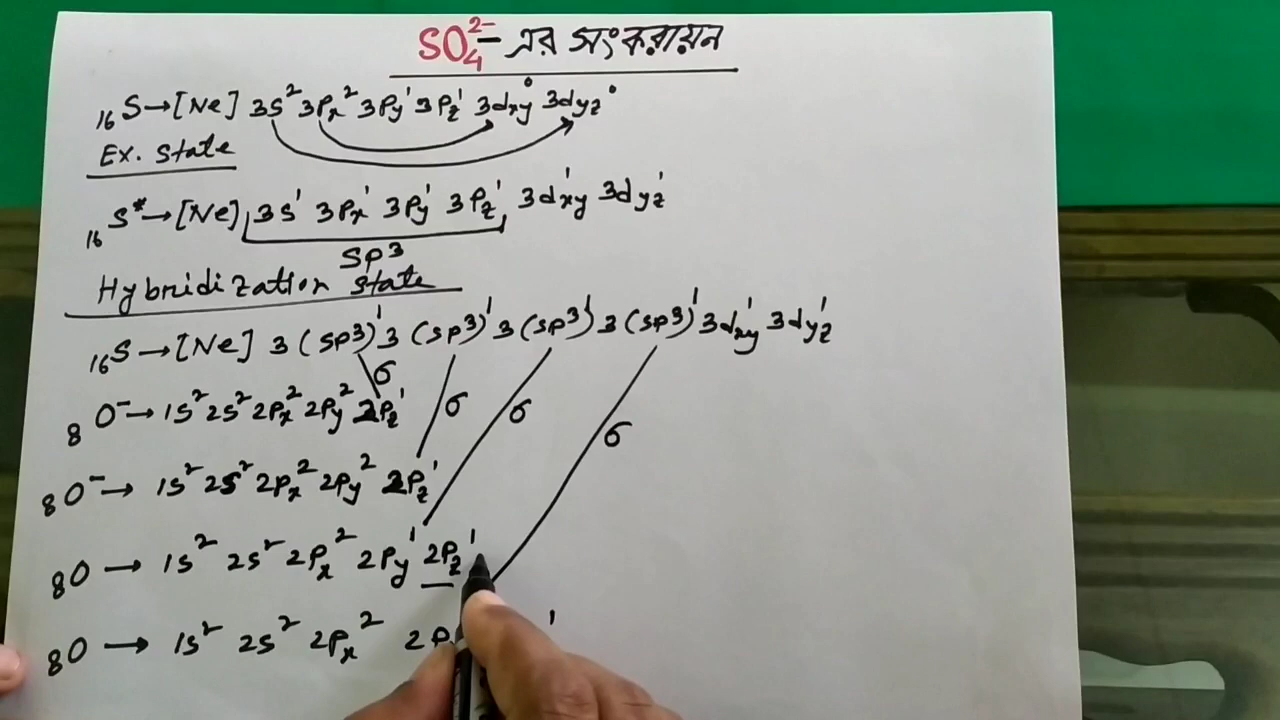 SO₄²⁻ এর সংকরায়ন
₁₆S→[Ne] 3s² 3Pₓ² 3Py¹ 3Pz¹ 3dxy⁰ 3dyz⁰
Ex. state
₁₆S*→[Ne] 3s¹ 3Pₓ¹ 3Py¹ 3Pz¹ 3d¹xy 3dyz¹
SP³
Hybridization state
₁₆S→[Ne] 3(SP³)¹ 3(SP³)¹ 3(SP³)¹ 3(SP³)¹ 3dxy¹ 3dyz¹
σ
₈O⁻→ 1s² 2s² 2Pₓ² 2Py² 2Pz¹ σ σ
σ
₈O⁻→ 1s² 2s² 2Pₓ² 2Py² 2Pz¹
₈O→ 1s² 2s² 2Pₓ² 2Py¹ 2Pz¹
₈O→ 1s² 2s² 2Pₓ² 2P